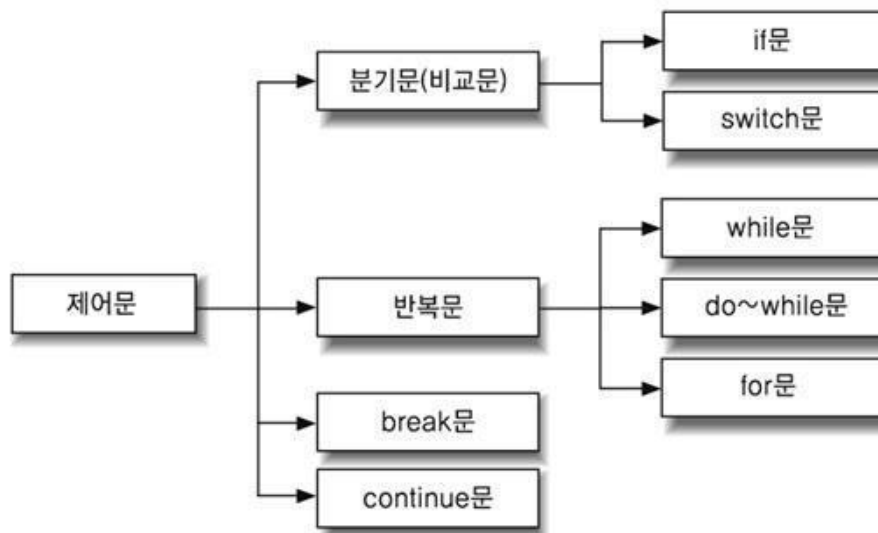 제어문
분기문(비교문)
if문
switch문
반복문
while문
do~while문
for문
break문
continue문